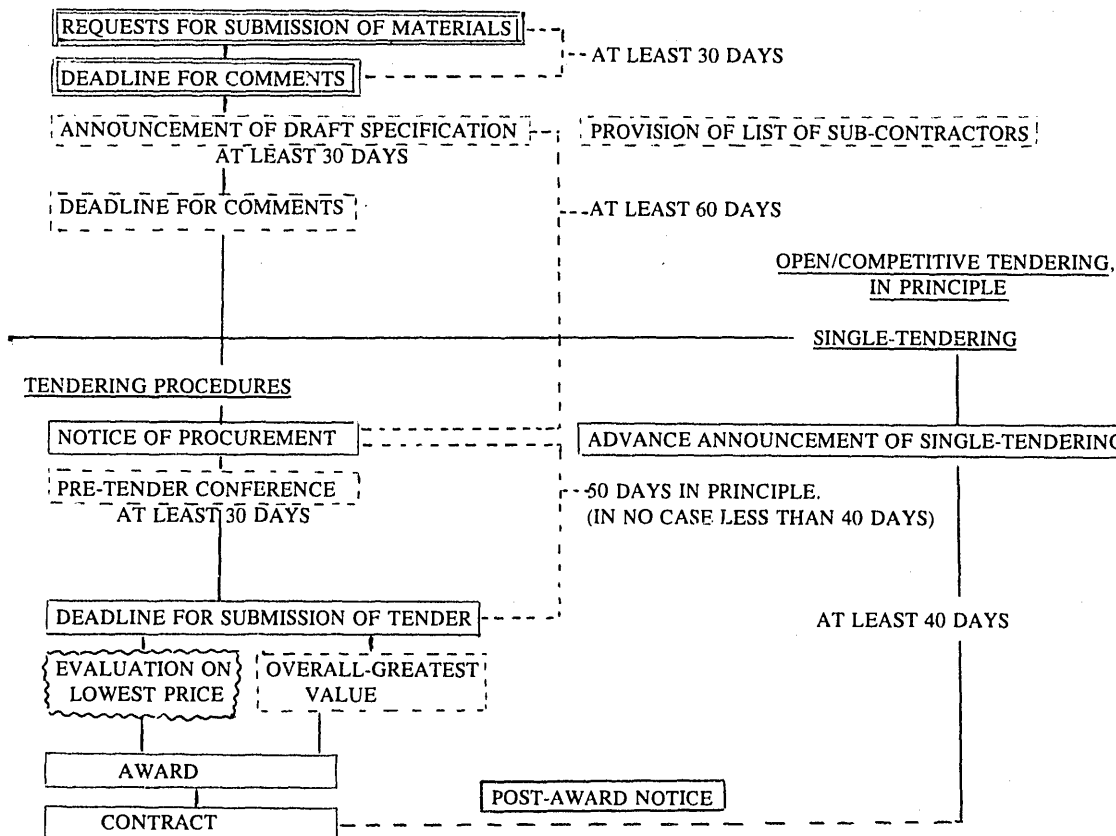 REQUESTS FOR SUBMISSION OF MATERIALS
AT LEAST 30 DAYS
DEADLINE FOR COMMENTS
ANNOUNCEMENT OF DRAFT SPECIFICATION
PROVISION OF LIST OF SUB-CONTRACTORS
AT LEAST 30 DAYS
DEADLINE FOR COMMENTS
AT LEAST 60 DAYS
OPEN/COMPETITIVE TENDERING,
IN PRINCIPLE
SINGLE-TENDERING
TENDERING PROCEDURES
NOTICE OF PROCUREMENT
ADVANCE ANNOUNCEMENT OF SINGLE-TENDERING
PRE-TENDER CONFERENCE
AT LEAST 30 DAYS
50 DAYS IN PRINCIPLE.
(IN NO CASE LESS THAN 40 DAYS)
DEADLINE FOR SUBMISSION OF TENDER
AT LEAST 40 DAYS
EVALUATION ON
LOWEST PRICE
OVERALL-GREATEST
VALUE
AWARD
POST-AWARD NOTICE
CONTRACT